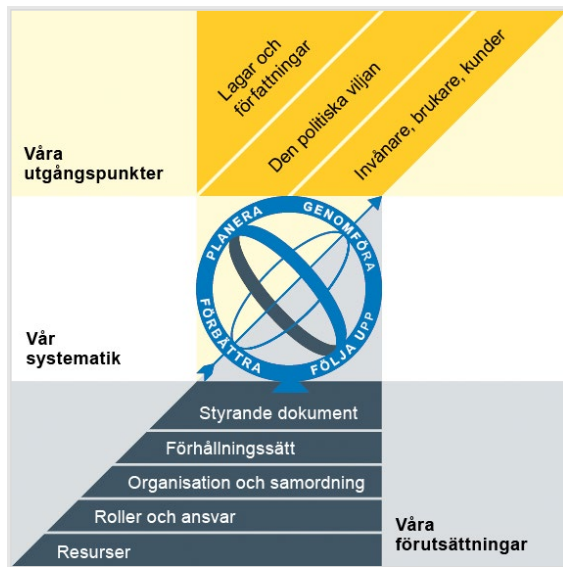 Lagar och
författningar
Den politiska viljan
Invånare, brukare, kunder
Våra
utgångspunkter
PLANERA
GENOMFÖRA
FÖRBÄTTRA
FÖLJA UPP
Vår
systematik
Styrande dokument
Förhållningssätt
Organisation och samordning
Roller och ansvar
Resurser
Våra
förutsättningar